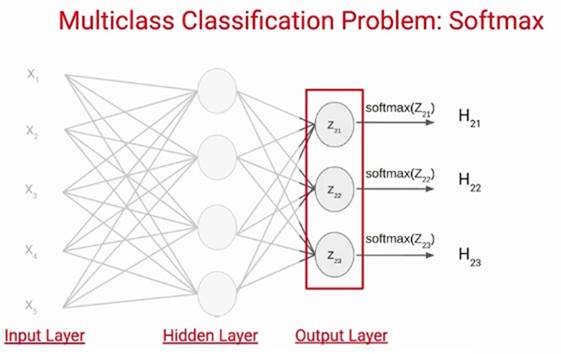 Multiclass Classification Problem: Softmax
X₁
X₂
X₃
X₄
X₅
Z₂₁
Z₂₂
Z₂₃
softmax(Z₂₁)
softmax(Z₂₂)
softmax(Z₂₃)
H₂₁
H₂₂
H₂₃
Input Layer
Hidden Layer
Output Layer